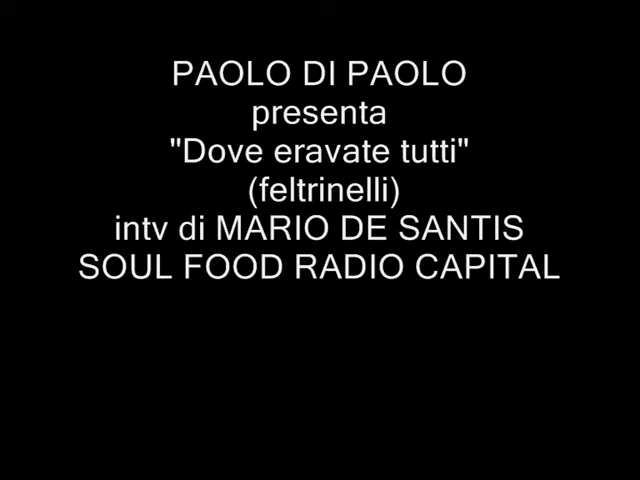 PAOLO DI PAOLO
presenta
"Dove eravate tutti"
(feltrinelli)
intv di MARIO DE SANTIS
SOUL FOOD RADIO CAPITAL